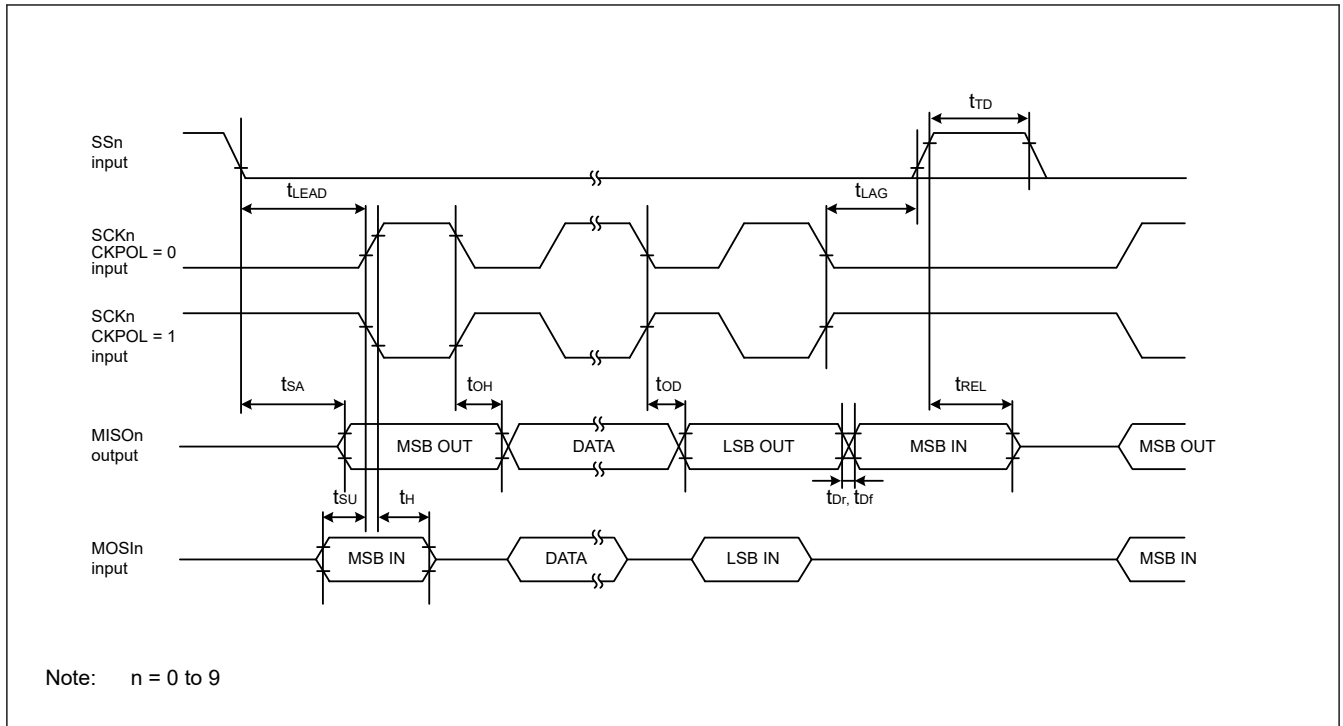 tTD
SSn
input
tLEAD
tLAG
SCKn
CKPOL = 0
input
SCKn
CKPOL = 1
input
tSA
tOH
tOD
tREL
MISOn
output
MSB OUT
DATA
LSB OUT
MSB IN
MSB OUT
tSU
tH
tDr, tDf
MOSIn
input
MSB IN
DATA
LSB IN
MSB IN
Note: n = 0 to 9